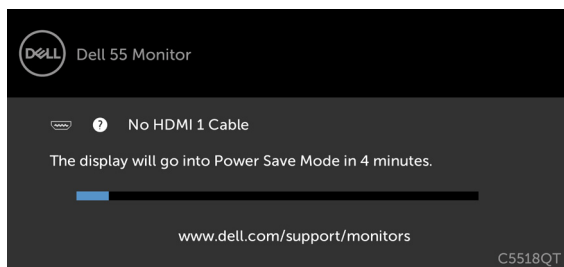 DELL
Dell 55 Monitor
? No HDMI 1 Cable
The display will go into Power Save Mode in 4 minutes.
www.dell.com/support/monitors
C5518QT